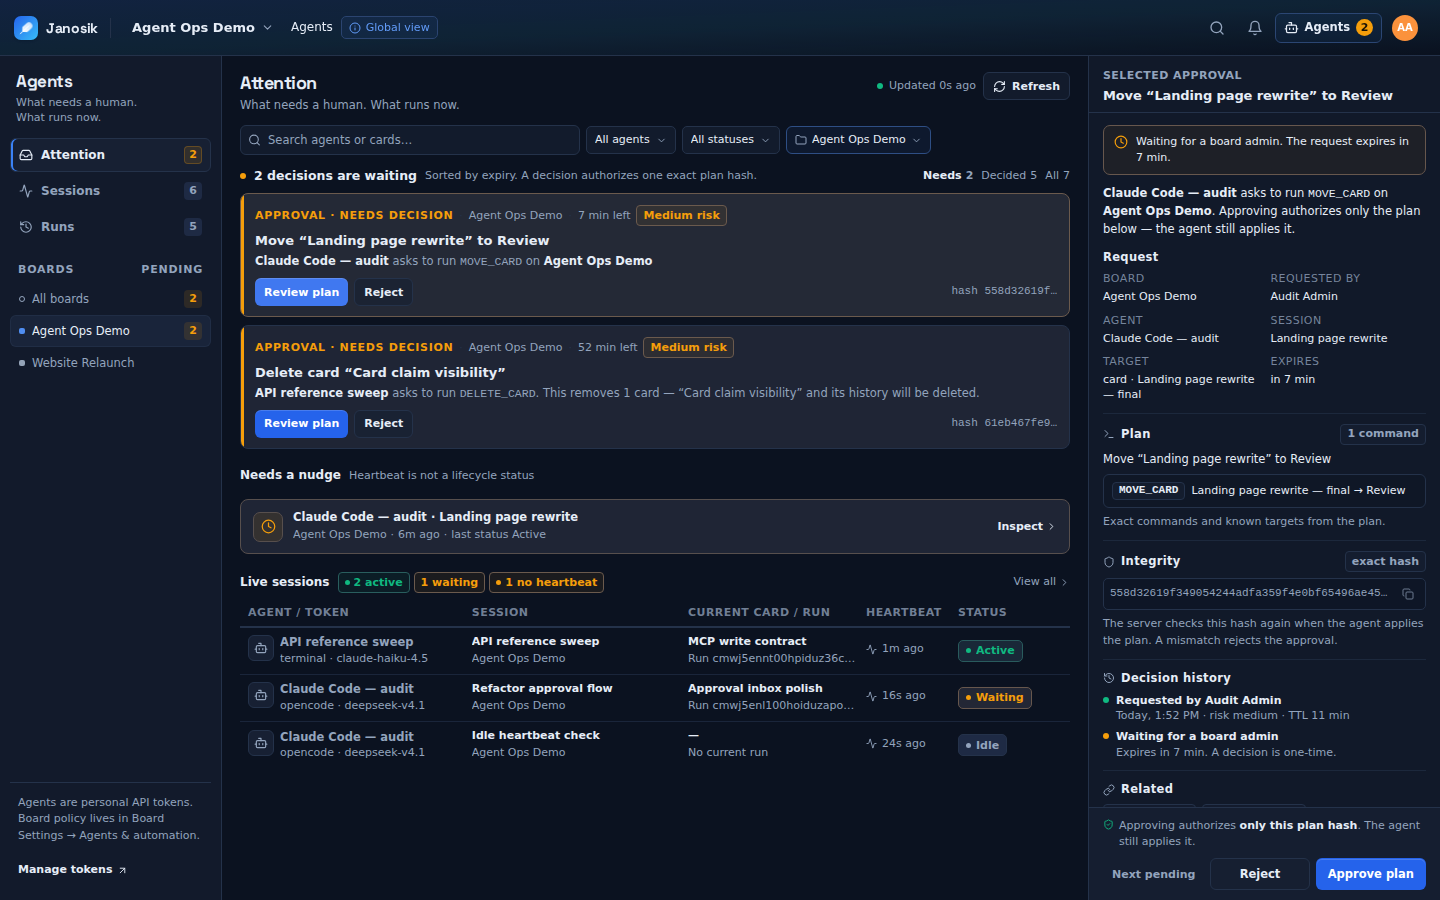 Janosik
Agent Ops Demo
Agents
Global view
Agents 2
AA
Agents
What needs a human.
What runs now.
Attention 2
Sessions 6
Runs 5
BOARDS PENDING
All boards 2
Agent Ops Demo 2
Website Relaunch
Agents are personal API tokens.
Board policy lives in Board
Settings → Agents & automation.
Manage tokens
Attention
What needs a human. What runs now.
Updated 0s ago
Refresh
Search agents or cards...
All agents
All statuses
Agent Ops Demo
2 decisions are waiting Sorted by expiry. A decision authorizes one exact plan hash.
Needs 2 Decided 5 All 7
APPROVAL · NEEDS DECISION Agent Ops Demo 7 min left Medium risk
Move “Landing page rewrite” to Review
Claude Code — audit asks to run MOVE_CARD on Agent Ops Demo
Review plan Reject hash 558d32619f…
APPROVAL · NEEDS DECISION Agent Ops Demo 52 min left Medium risk
Delete card “Card claim visibility”
API reference sweep asks to run DELETE_CARD. This removes 1 card — “Card claim visibility” and its history will be deleted.
Review plan Reject hash 61eb467fe9…
Needs a nudge Heartbeat is not a lifecycle status
Claude Code — audit · Landing page rewrite
Agent Ops Demo · 6m ago · last status Active
Inspect
Live sessions 2 active 1 waiting 1 no heartbeat View all
AGENT / TOKEN SESSION CURRENT CARD / RUN HEARTBEAT STATUS
API reference sweep API reference sweep MCP write contract 1m ago Active
terminal · claude-haiku-4.5 Agent Ops Demo Run cmwj5ennt00hpiduz36c…
Claude Code — audit Refactor approval flow Approval inbox polish 16s ago Waiting
opencode · deepseek-v4.1 Agent Ops Demo Run cmwj5enl100hoiduzapo…
Claude Code — audit Idle heartbeat check — 24s ago Idle
opencode · deepseek-v4.1 Agent Ops Demo No current run
SELECTED APPROVAL
Move “Landing page rewrite” to Review
Waiting for a board admin. The request expires in
7 min.
Claude Code — audit asks to run MOVE_CARD on
Agent Ops Demo. Approving authorizes only the plan
below — the agent still applies it.
Request
BOARD REQUESTED BY
Agent Ops Demo Audit Admin
AGENT SESSION
Claude Code — audit Landing page rewrite
TARGET EXPIRES
card · Landing page rewrite in 7 min
— final
Plan 1 command
Move “Landing page rewrite” to Review
MOVE_CARD Landing page rewrite — final → Review
Exact commands and known targets from the plan.
Integrity exact hash
558d32619f349054244adfa359f4e0bf65496ae45…
The server checks this hash again when the agent applies
the plan. A mismatch rejects the approval.
Decision history
Requested by Audit Admin
Today, 1:52 PM · risk medium · TTL 11 min
Waiting for a board admin
Expires in 7 min. A decision is one-time.
Related
Approving authorizes only this plan hash. The agent
still applies it.
Next pending Reject Approve plan